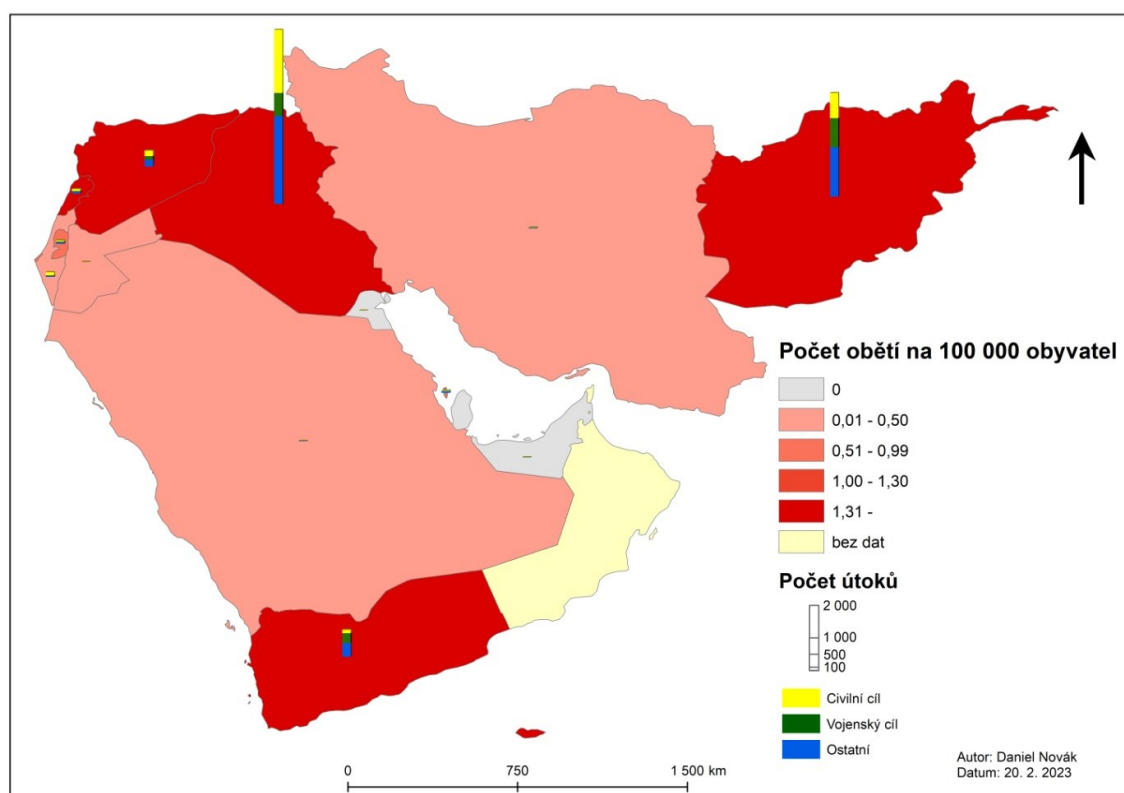 Počet obětí na 100 000 obyvatel
0
0,01 - 0,50
0,51 - 0,99
1,00 - 1,30
1,31 -
bez dat
Počet útoků
2 000
1 000
500
100
Civilní cíl
Vojenský cíl
Ostatní
Autor: Daniel Novák
Datum: 20. 2. 2023
0 750 1 500 km